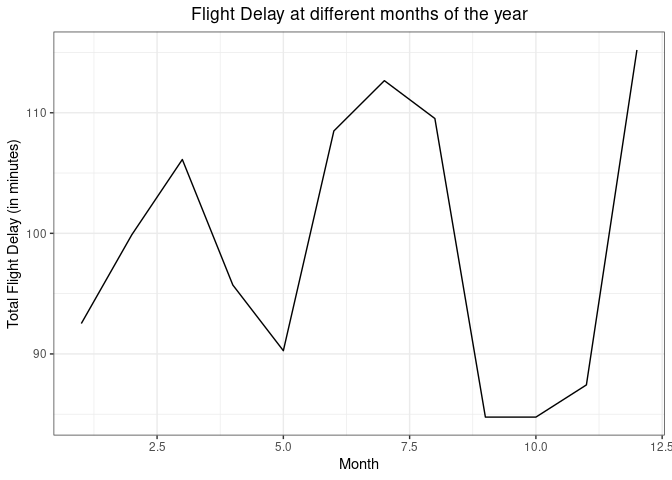 Flight Delay at different months of the year
Total Flight Delay (in minutes)
110
100
90
2.5 5.0 7.5 10.0 12.5
Month